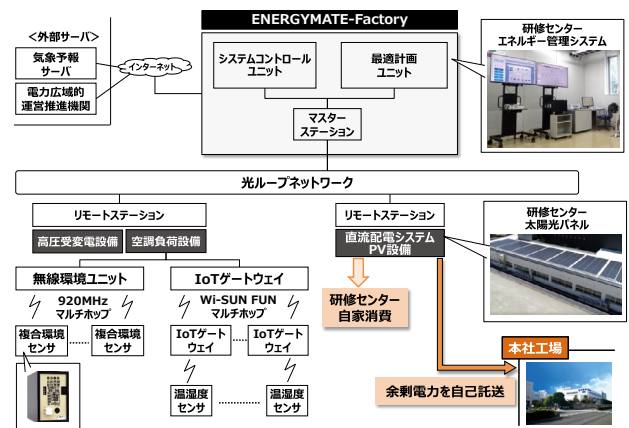 ENERGYMATE-Factory
<外部サーバ>
気象予報
サーバ
電力広域的
運営推進機関
インターネット
システムコントロール
ユニット
最適計画
ユニット
マスター
ステーション
研修センター
エネルギー管理システム
光ループネットワーク
リモートステーション
高圧受変電設備
空調負荷設備
リモートステーション
直流配電システム
PV設備
研修センター
太陽光パネル
無線環境ユニット
920MHz
マルチホップ
複合環境
センサ
複合環境
センサ
IoTゲートウェイ
Wi-SUN FUN
マルチホップ
IoTゲート
ウェイ
IoTゲート
ウェイ
温湿度
センサ
温湿度
センサ
研修センター
自家消費
余剰電力を自己託送
本社工場